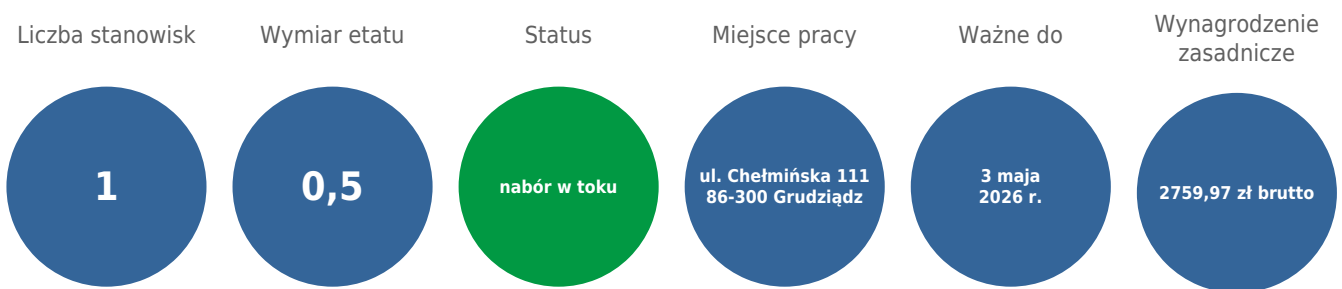 Liczba stanowisk
1
Wymiar etatu
0,5
Status
nabór w toku
Miejsce pracy
ul. Chełmińska 111
86-300 Grudziądz
Ważne do
3 maja
2026 r.
Wynagrodzenie
zasadnicze
2759,97 zł brutto